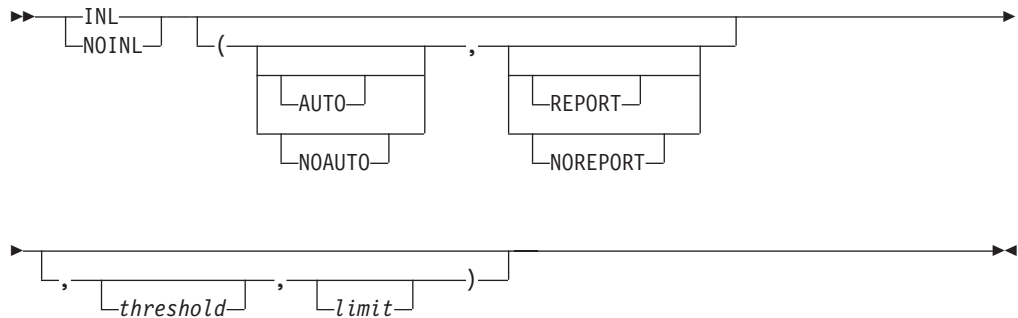 INL
NOINL
( ,
AUTO REPORT
NOAUTO NOREPORT
, , )
threshold limit